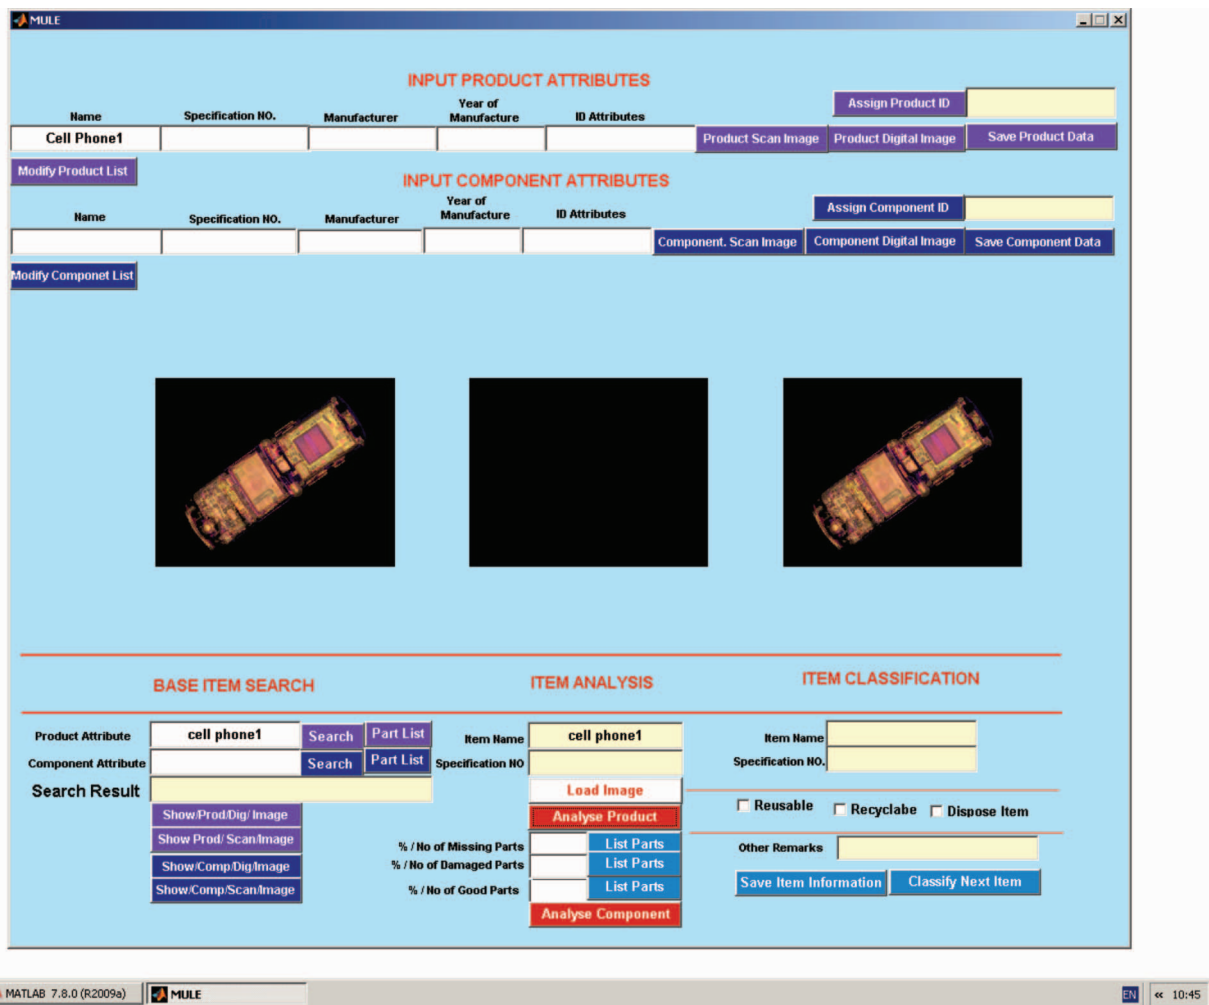 MULE
INPUT PRODUCT ATTRIBUTES
Assign Product ID
Name Specification NO. Manufacturer Year of Manufacture ID Attributes
Cell Phone1 Product Scan Image Product Digital Image Save Product Data
Modify Product List
INPUT COMPONENT ATTRIBUTES
Assign Component ID
Name Specification NO. Manufacturer Year of Manufacture ID Attributes
Component. Scan Image Component Digital Image Save Component Data
Modify Componet List
BASE ITEM SEARCH ITEM ANALYSIS ITEM CLASSIFICATION
Product Attribute cell phone1 Search Part List Item Name cell phone1 Item Name
Component Attribute Search Part List Specification NO Specification NO.
Search Result Load Image
Show/Prod/Dig/ Image Analyse Product Reusable Recyclabe Dispose Item
Show Prod/ Scan/Image % / No of Missing Parts List Parts Other Remarks
Show/Comp/Dig/Image % / No of Damaged Parts List Parts
Show/Comp/Scan/Image % / No of Good Parts List Parts Save Item Information Classify Next Item
Analyse Component
MATLAB 7.8.0 (R2009a) MULE EN « 10:45